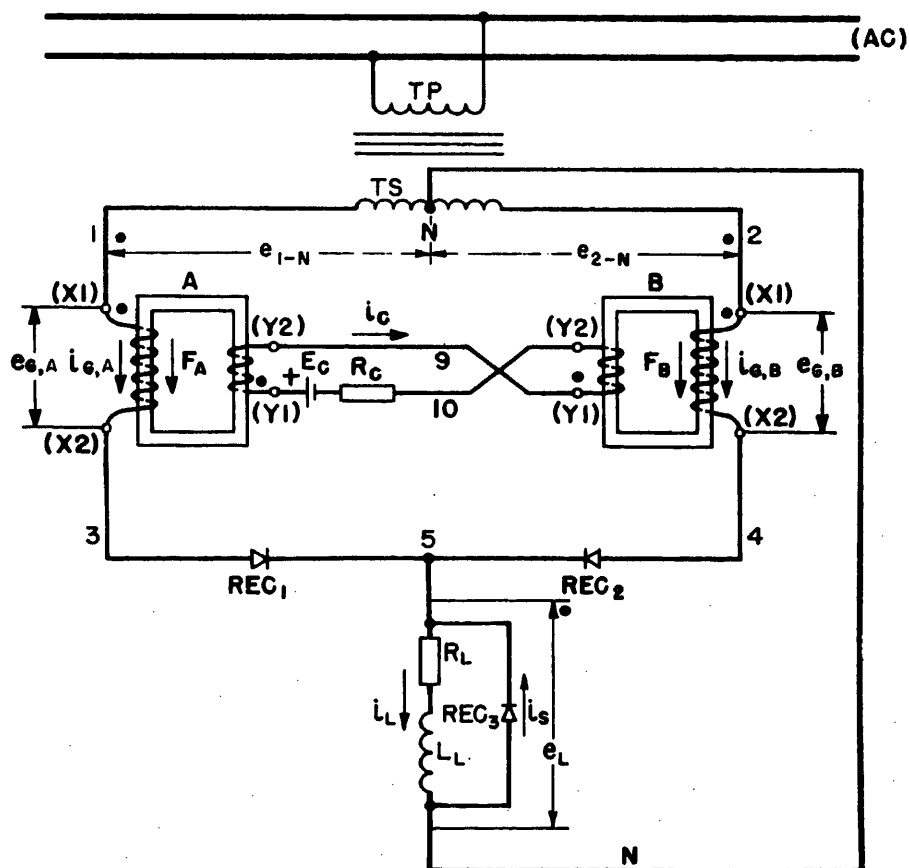 (AC)
TP
TS
1
N
2
e1-N
e2-N
(X1)
A
B
(X1)
(Y2)
iC
(Y2)
eG,A
iG,A
FA
+
EC
RC
9
FB
iG,B
eG,B
(Y1)
10
(Y1)
(X2)
(X2)
3
5
4
REC1
REC2
RL
iL
REC3
iS
LL
eL
N